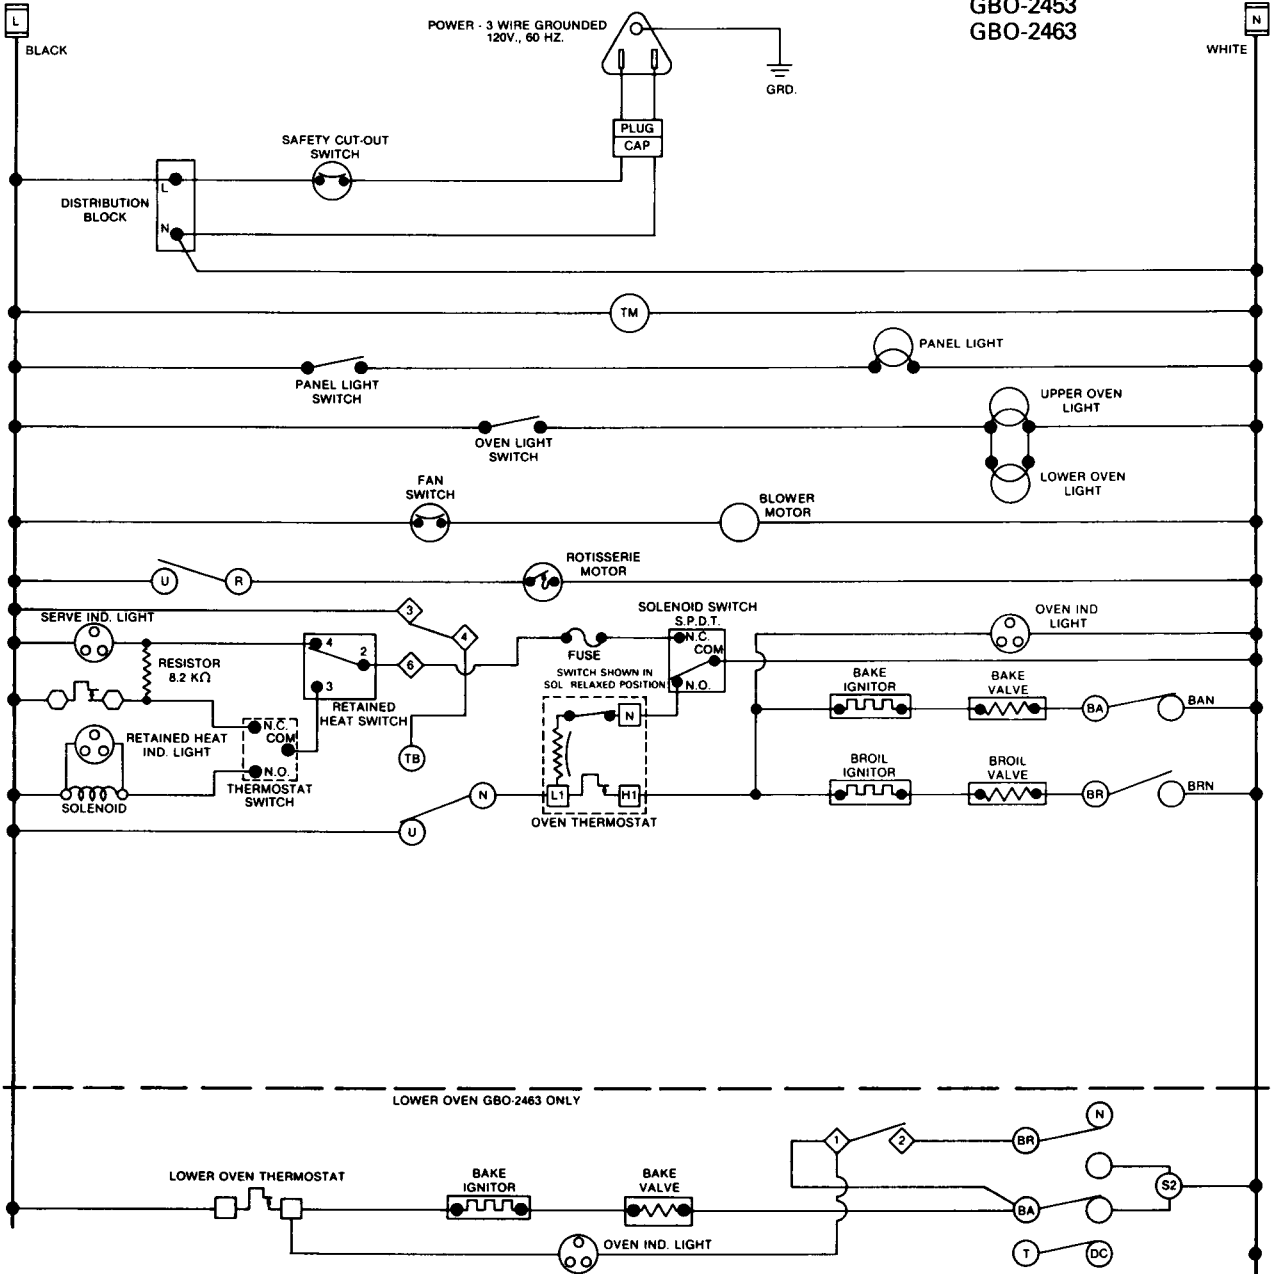 GBO-2453
GBO-2463
L
BLACK
N
WHITE
POWER - 3 WIRE GROUNDED
120V., 60 HZ.
GRD.
PLUG
CAP
SAFETY CUT-OUT
SWITCH
L
DISTRIBUTION
BLOCK
N
TM
PANEL LIGHT
PANEL LIGHT
SWITCH
UPPER OVEN
LIGHT
OVEN LIGHT
SWITCH
LOWER OVEN
LIGHT
FAN
SWITCH
BLOWER
MOTOR
ROTISSERIE
MOTOR
U
R
3
SERVE IND. LIGHT
4
SOLENOID SWITCH
S.P.D.T.
OVEN IND
LIGHT
4
2
6
3
FUSE
N.C.
COM
N.O.
RESISTOR
8.2 KΩ
SWITCH SHOWN IN
SOL RELAXED POSITION
RETAINED
HEAT SWITCH
BAKE
IGNITOR
BAKE
VALVE
BA
BAN
N
RETAINED HEAT
IND. LIGHT
N.C.
COM
N.O.
TB
THERMOSTAT
SWITCH
SOLENOID
BROIL
IGNITOR
BROIL
VALVE
BR
BRN
N
L1
H1
OVEN THERMOSTAT
U
LOWER OVEN GBO-2463 ONLY
N
1
2
BR
LOWER OVEN THERMOSTAT
BAKE
IGNITOR
BAKE
VALVE
S2
BA
OVEN IND. LIGHT
T
DC